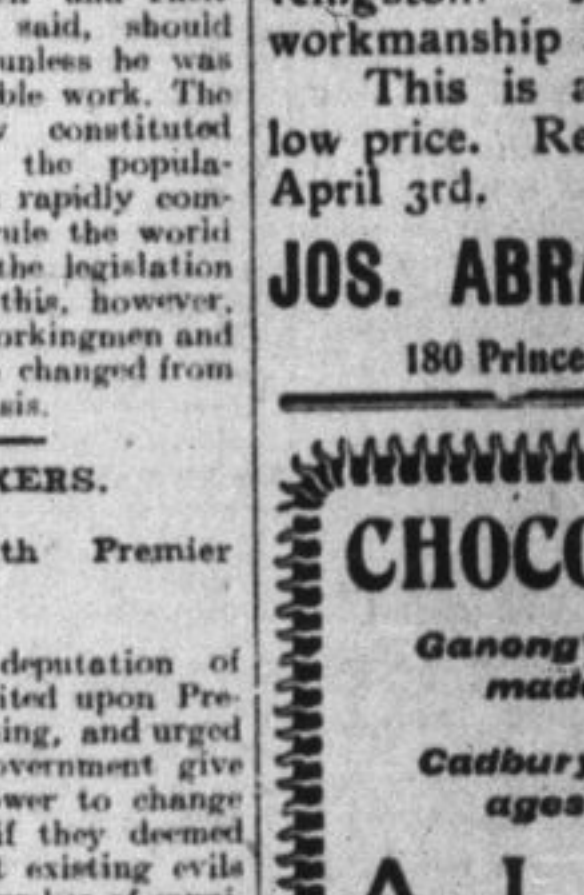 said, should
unless he was
ble work. The
constituted
the popula-
rapidly com-
rule the world
the legislation
this, however,
orkingmen and
changed from
sis.
KERS.
th Premier
deputation of
ited upon Pre-
ing, and urged
overnment give
ower to change
if they deemed
existing evils
workmanship
This is a
low price. Re
April 3rd.
JOS. ABRA
180 Prince
CHOCO
Ganong'
made
Cadbury
ages